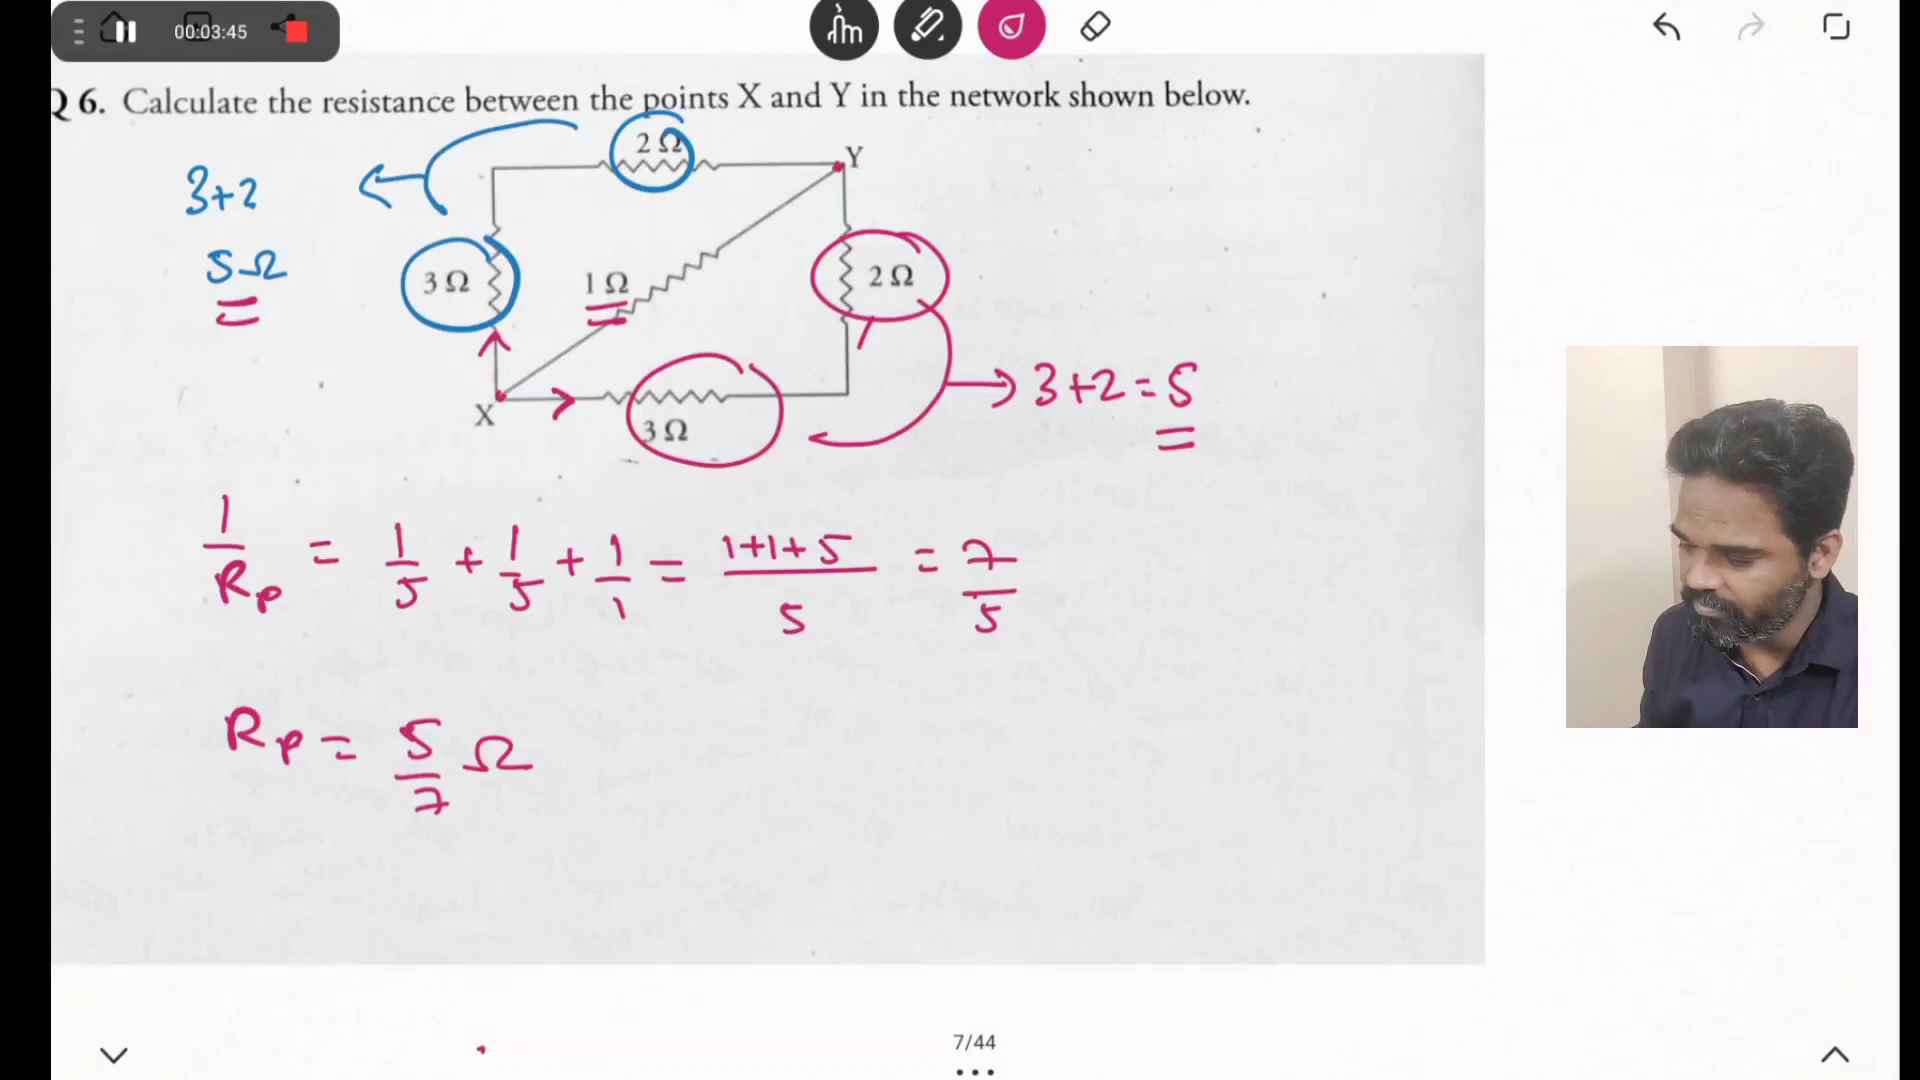 00:03:45
Q 6. Calculate the resistance between the points X and Y in the network shown below.
2 Ω
Y
3+2
5Ω
3 Ω
1 Ω
2 Ω
3+2=5
X
3 Ω
1/Rp = 1/5 + 1/5 + 1/1 = 1+1+5/5 = 7/5
Rp = 5/7 Ω
7/44